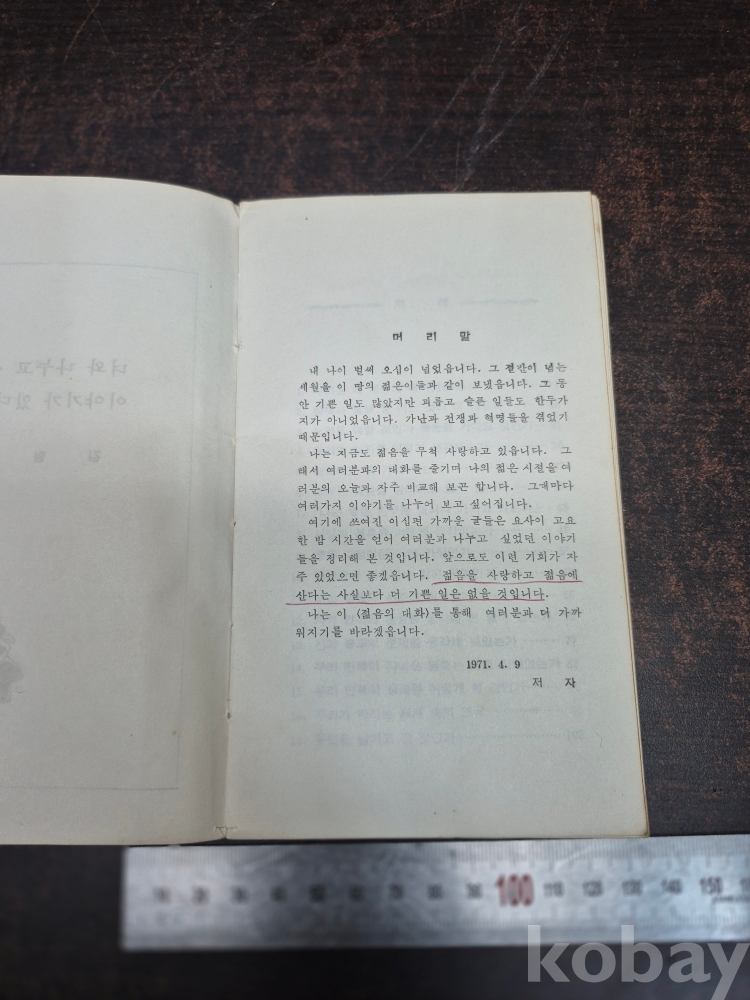 머 리 말
내 나이 벌써 오십이 넘었읍니다. 그 절반이 넘는
세월을 이 땅의 젊은이들과 같이 보냈읍니다. 그 동
안 기쁜 일도 많았지만 괴롭고 슬픈 일들도 한두가
지가 아니었읍니다. 가난과 전쟁과 혁명들을 겪었기
때문입니다.
나는 지금도 젊음을 무척 사랑하고 있읍니다. 그
래서 여러분과의 대화를 즐기며 나의 젊은 시절을 여
러분의 오늘과 자주 비교해 보곤 합니다. 그때마다
여러가지 이야기를 나누어 보고 싶어집니다.
여기에 쓰여진 이십편 가까운 글들은 요사이 고요
한 밤 시간을 얻어 여러분과 나누고 싶었던 이야기
들을 정리해 본 것입니다. 앞으로도 이런 기회가 자
주 있었으면 좋겠읍니다. 젊음을 사랑하고 젊음에
산다는 사실보다 더 기쁜 일은 없을 것입니다.
나는 이 〈젊음의 대화〉를 통해 여러분과 더 가까
워지기를 바라겠읍니다.
1971. 4. 9
저 자
100 110 120 130 140 150
kobay